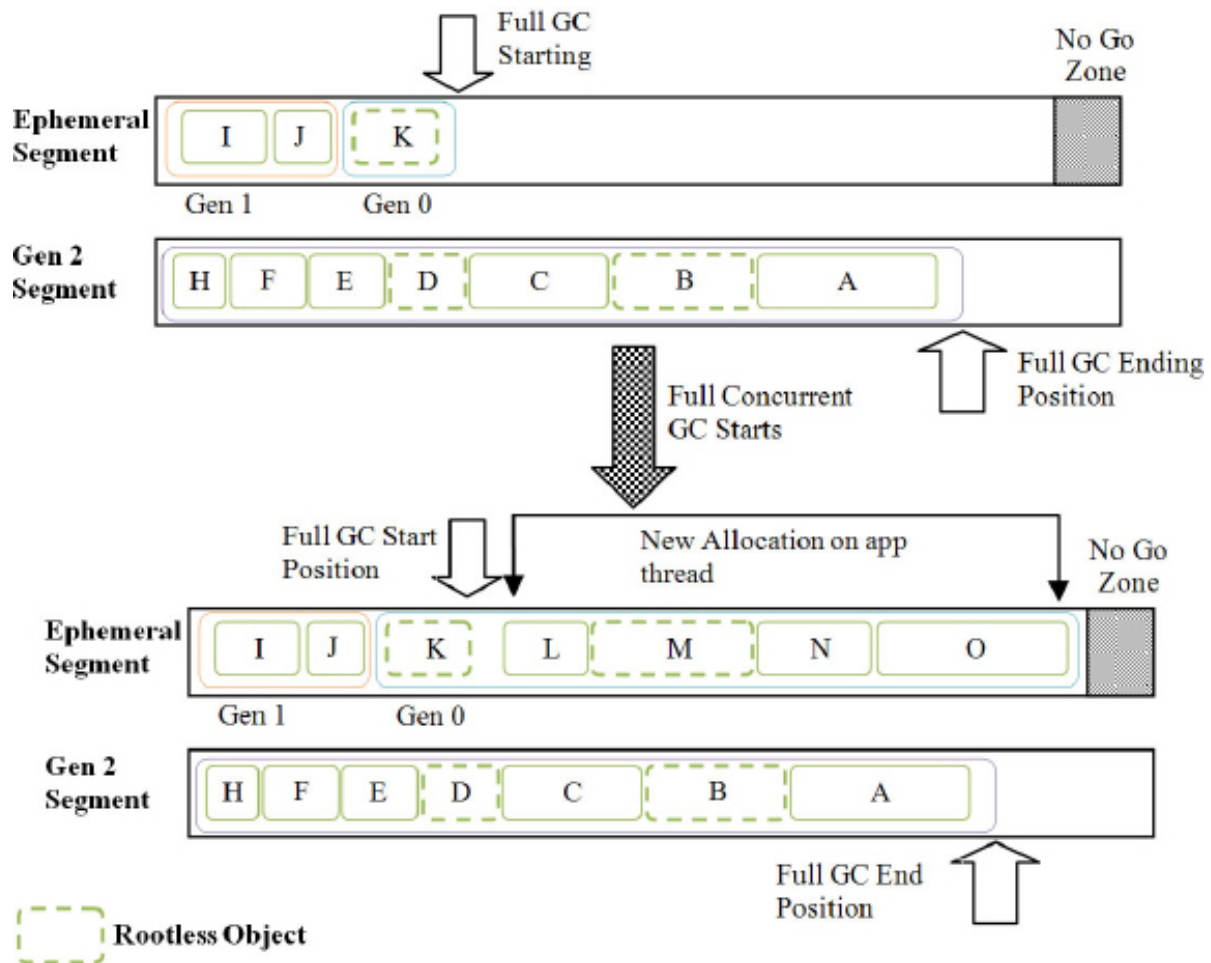 Full GC
Starting
No Go
Zone
Ephemeral
Segment
I J K
Gen 1 Gen 0
Gen 2
Segment
H F E D C B A
Full GC Ending
Position
Full Concurrent
GC Starts
Full GC Start
Position
New Allocation on app
thread
No Go
Zone
Ephemeral
Segment
I J K L M N O
Gen 1 Gen 0
Gen 2
Segment
H F E D C B A
Full GC End
Position
Rootless Object